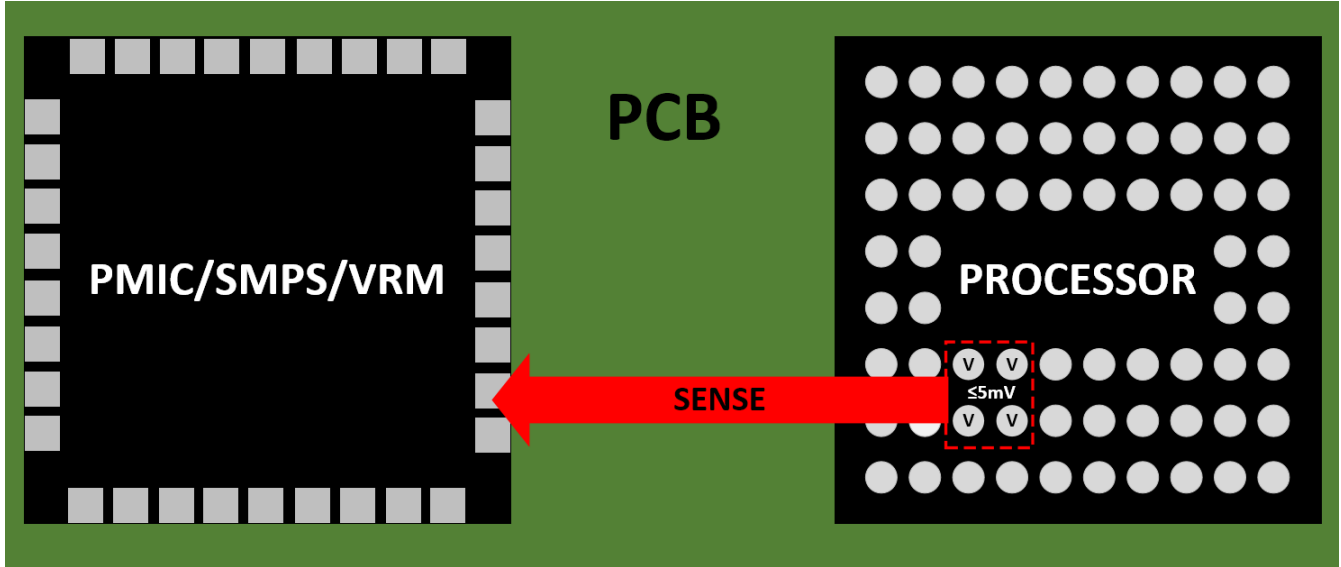 PCB
PMIC/SMPS/VRM
PROCESSOR
V V
≤5mV
SENSE
V V